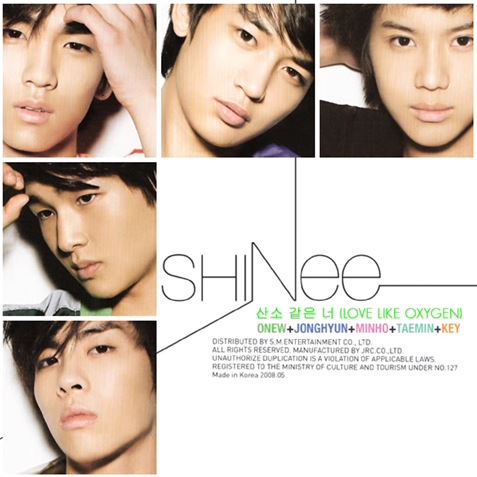 SHINee
산소 같은 너 (LOVE LIKE OXYGEN)
ONEW+JONGHYUN+MINHO+TAEMIN+KEY
DISTRIBUTED BY S.M.ENTERTAINMENT CO., LTD.
ALL RIGHTS RESERVED. MANUFACTURED BY JRC.CO,.LTD.
UNAUTHORIZE DUPLICATION IS A VIOLATION OF APPLICABLE LAWS.
REGISTERED TO THE MINISTRY OF CULTURE AND TOURISM UNDER NO.127
Made in Korea 2008.05